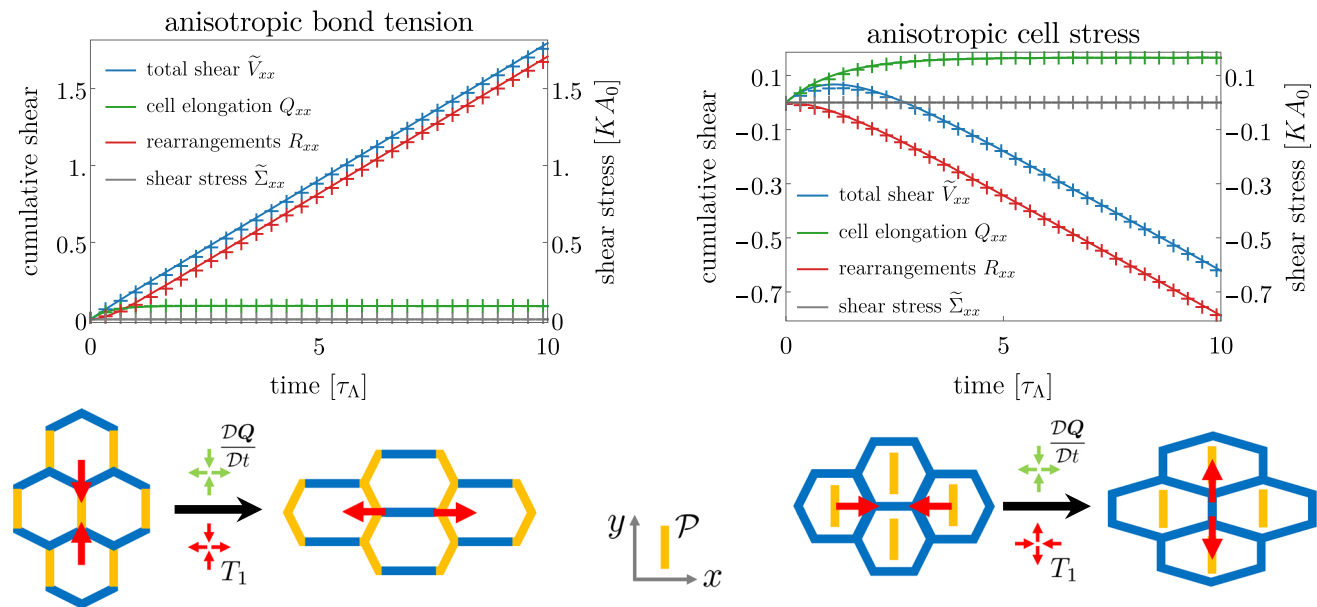 anisotropic bond tension
cumulative shear
1.5
1.
0.5
0
total shear Ṽ_xx
cell elongation Q_xx
rearrangements R_xx
shear stress Σ̃_xx
1.5
1.
0.5
0
shear stress [KA_0]
0 5 10
time [τ_Λ]
anisotropic cell stress
cumulative shear
0.1
−0.1
−0.3
−0.5
−0.7
total shear Ṽ_xx
cell elongation Q_xx
rearrangements R_xx
shear stress Σ̃_xx
0.1
−0.1
−0.3
−0.5
−0.7
shear stress [KA_0]
0 5 10
time [τ_Λ]
𝒟Q
𝒟t
T_1
y
𝒫
x
𝒟Q
𝒟t
T_1